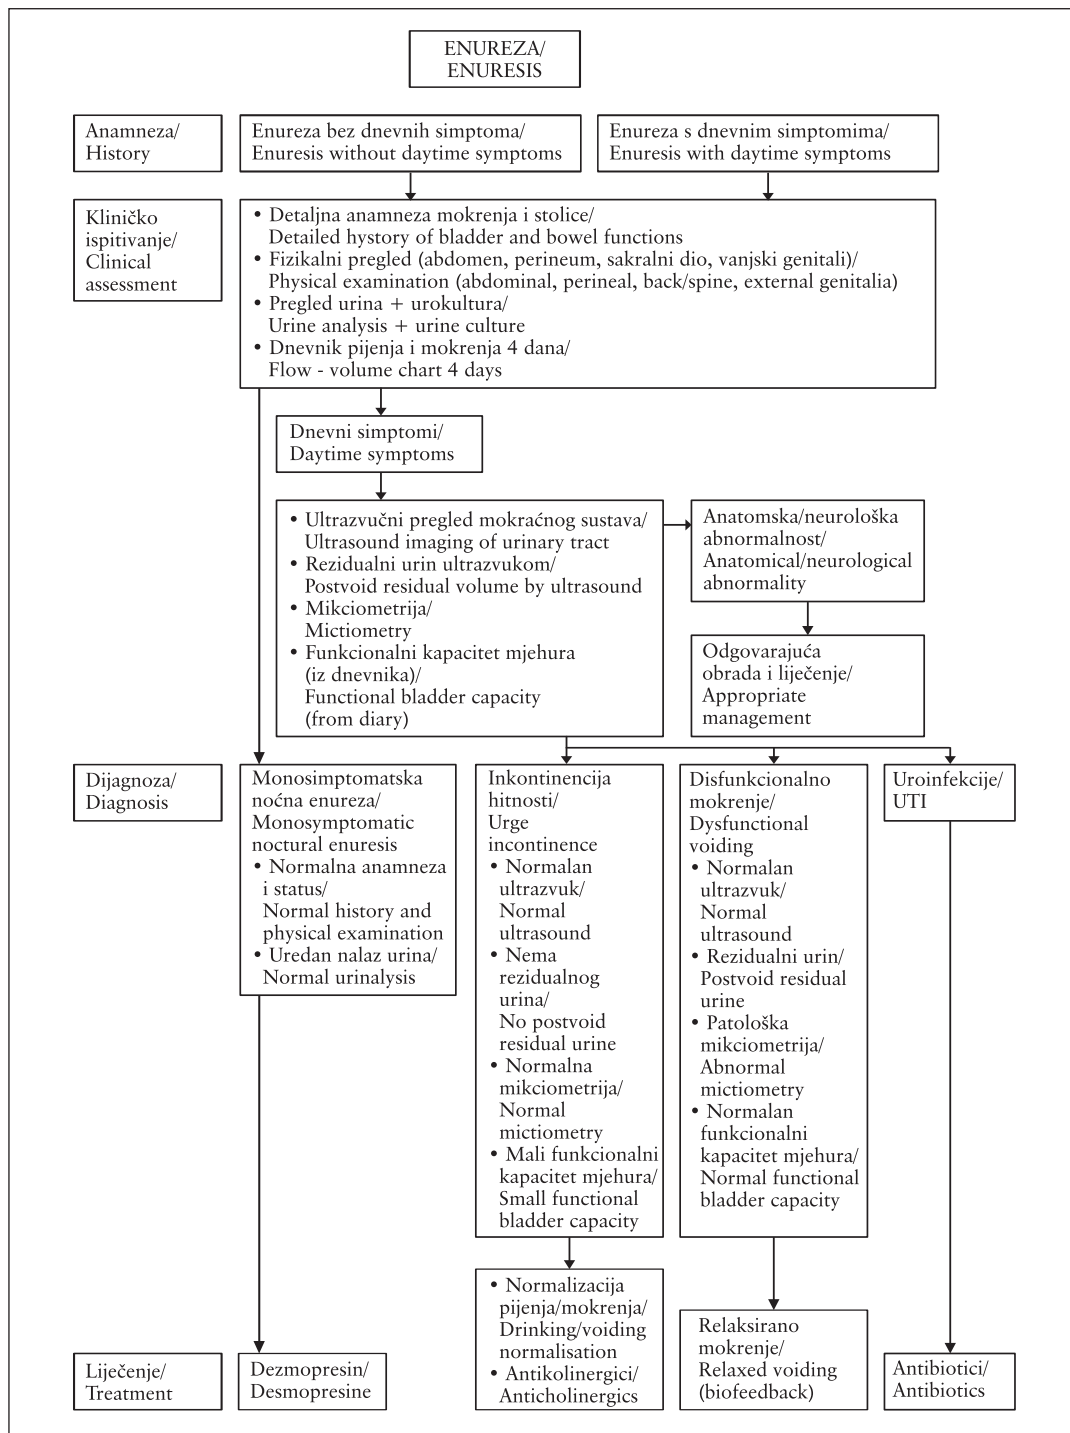 ENUREZA/
ENURESIS
Anamneza/
History
Enureza bez dnevnih simptoma/
Enuresis without daytime symptoms
Enureza s dnevnim simptomima/
Enuresis with daytime symptoms
Kliničko
ispitivanje/
Clinical
assessment
• Detaljna anamneza mokrenja i stolice/
Detailed hystory of bladder and bowel functions
• Fizikalni pregled (abdomen, perineum, sakralni dio, vanjski genitali)/
Physical examination (abdominal, perineal, back/spine, external genitalia)
• Pregled urina + urokultura/
Urine analysis + urine culture
• Dnevnik pijenja i mokrenja 4 dana/
Flow - volume chart 4 days
Dnevni simptomi/
Daytime symptoms
• Ultrazvučni pregled mokraćnog sustava/
Ultrasound imaging of urinary tract
• Rezidualni urin ultrazvukom/
Postvoid residual volume by ultrasound
• Mikciometrija/
Mictiometry
• Funkcionalni kapacitet mjehura
(iz dnevnika)/
Functional bladder capacity
(from diary)
Anatomska/neurološka
abnormalnost/
Anatomical/neurological
abnormality
Odgovarajuća
obrada i liječenje/
Appropriate
management
Dijagnoza/
Diagnosis
Monosimptomatska
noćna enureza/
Monosymptomatic
noctural enuresis
• Normalna anamneza
i status/
Normal history and
physical examination
• Uredan nalaz urina/
Normal urinalysis
Inkontinencija
hitnosti/
Urge
incontinence
• Normalan
ultrazvuk/
Normal
ultrasound
• Nema
rezidualnog
urina/
No postvoid
residual urine
• Normalna
mikciometrija/
Normal
mictiometry
• Mali funkcionalni
kapacitet mjehura/
Small functional
bladder capacity
Disfunkcionalno
mokrenje/
Dysfunctional
voiding
• Normalan
ultrazvuk/
Normal
ultrasound
• Rezidualni urin/
Postvoid residual
urine
• Patološka
mikciometrija/
Abnormal
mictiometry
• Normalan
funkcionalni
kapacitet mjehura/
Normal functional
bladder capacity
Uroinfekcije/
UTI
Liječenje/
Treatment
Dezmopresin/
Desmopresine
• Normalizacija
pijenja/mokrenja/
Drinking/voiding
normalisation
• Antikolinergici/
Anticholinergics
Relaksirano
mokrenje/
Relaxed voiding
(biofeedback)
Antibiotici/
Antibiotics